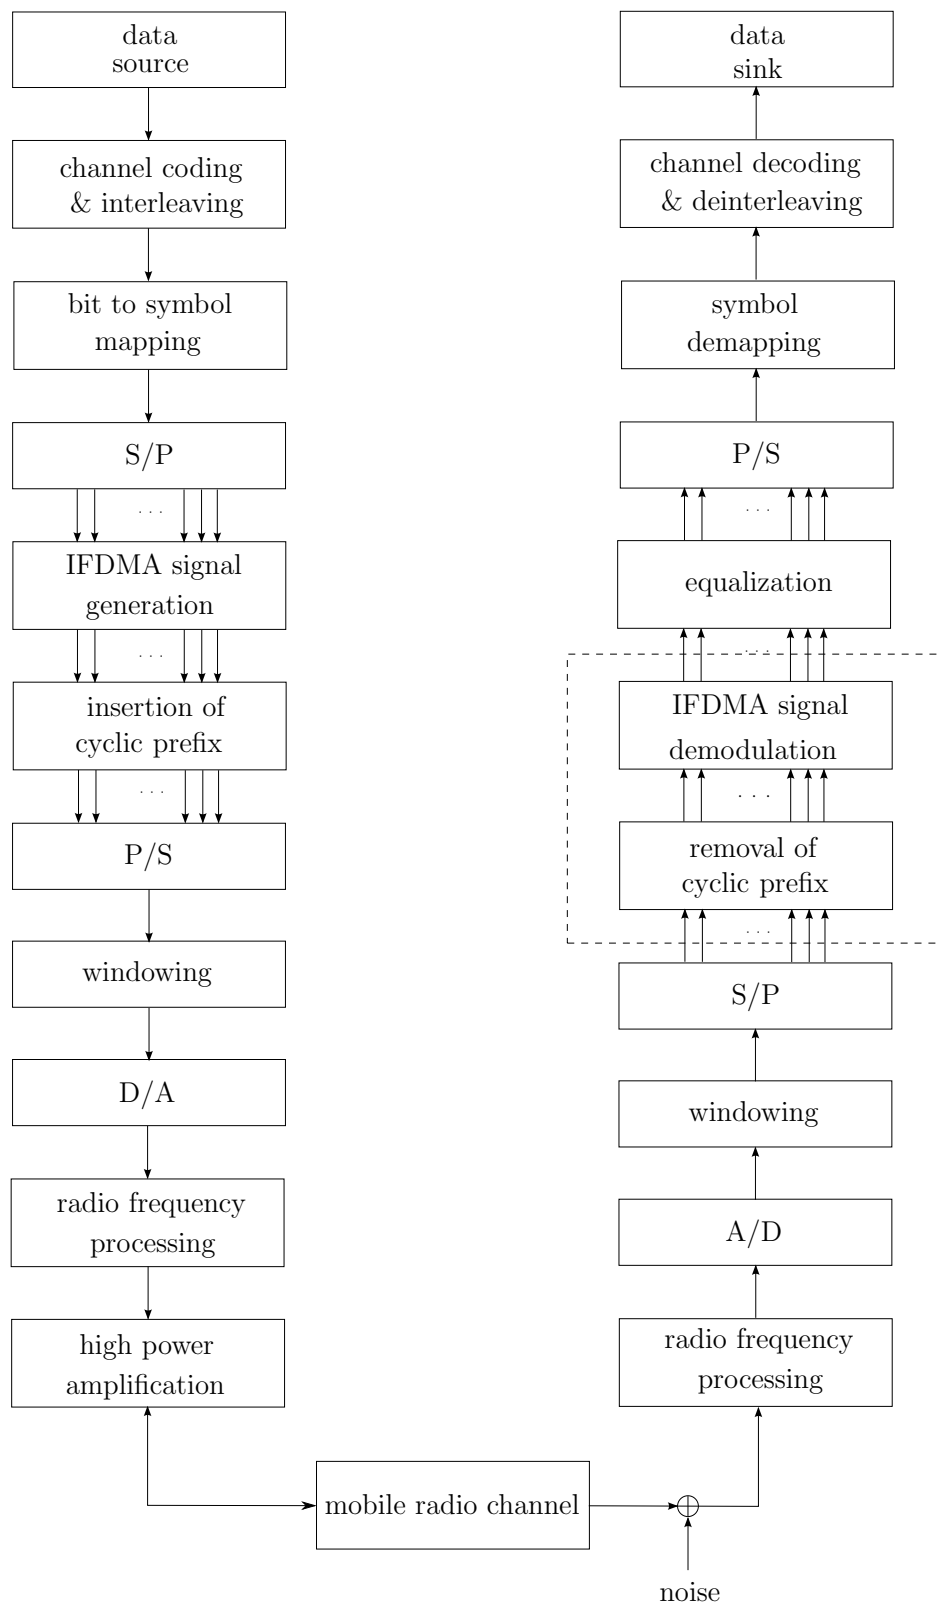 data
source
channel coding
& interleaving
bit to symbol
mapping
S/P
. . .
IFDMA signal
generation
. . .
insertion of
cyclic prefix
. . .
P/S
windowing
D/A
radio frequency
processing
high power
amplification
mobile radio channel
noise
data
sink
channel decoding
& deinterleaving
symbol
demapping
P/S
. . .
equalization
. . .
IFDMA signal
demodulation
. . .
removal of
cyclic prefix
. . .
S/P
windowing
A/D
radio frequency
processing